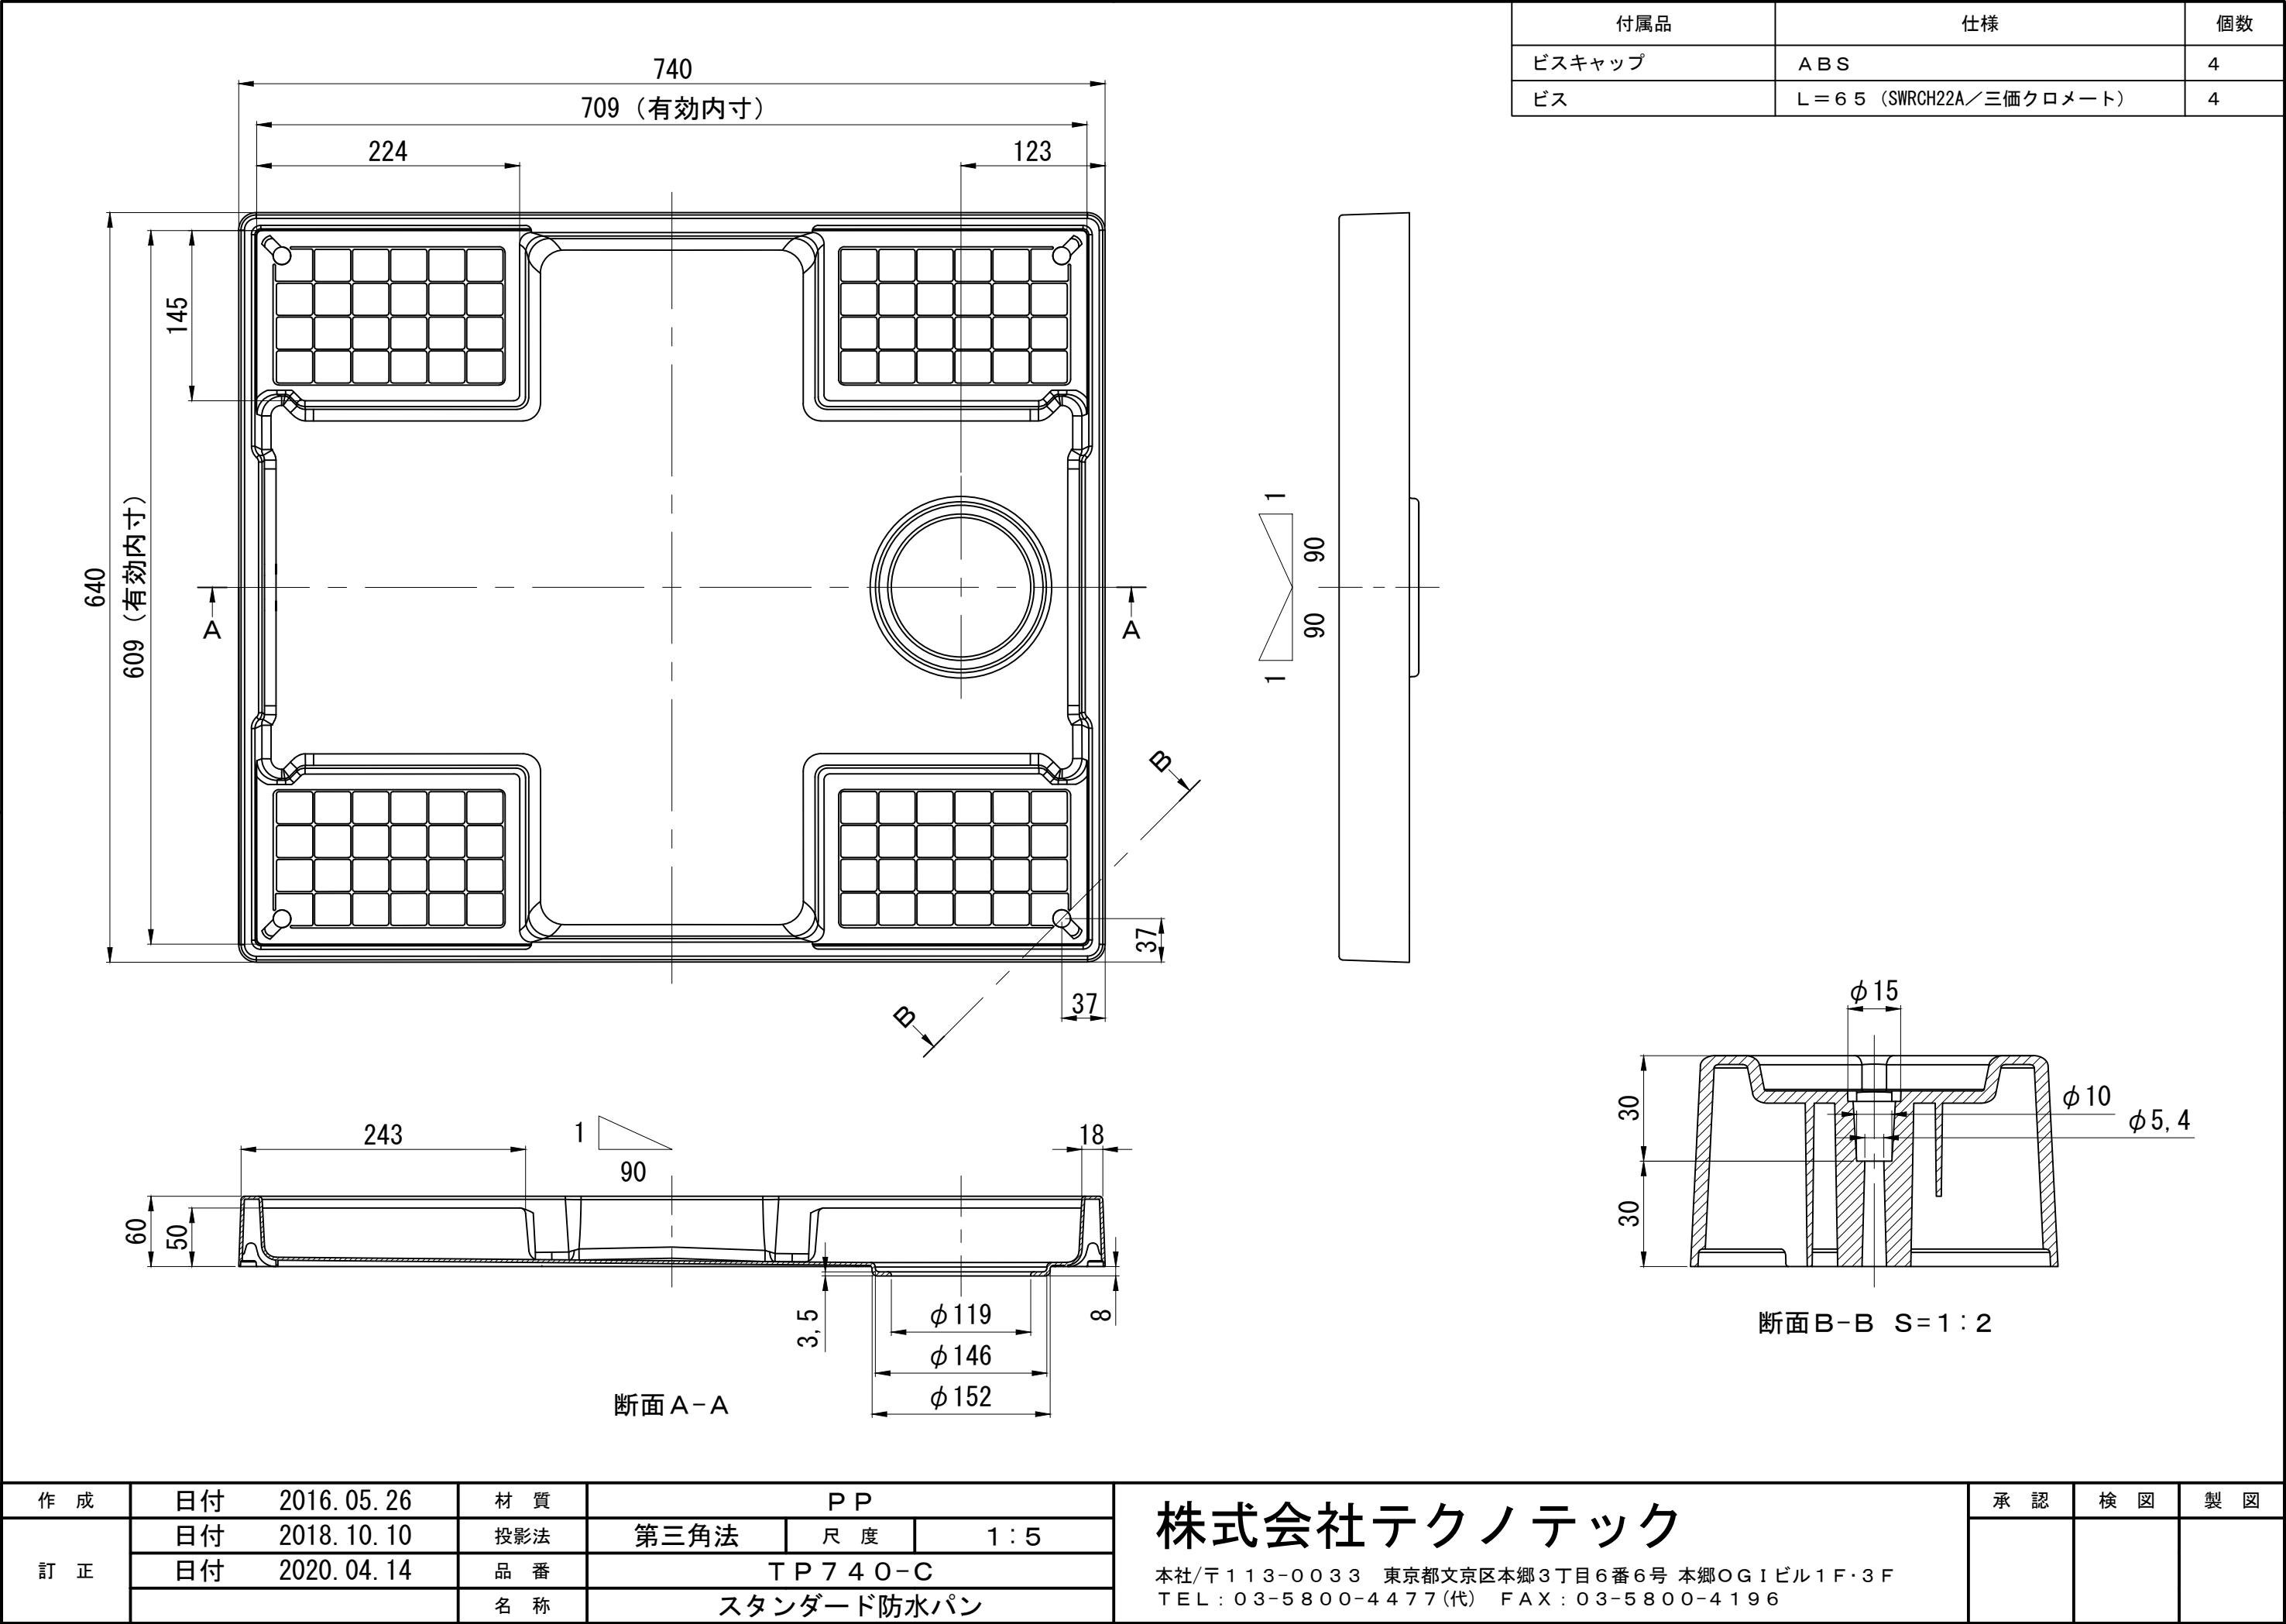 付属品 仕様 個数
ビスキャップ ABS 4
ビス L=65（SWRCH22A／三価クロメート） 4
740
709（有効内寸）
224 123
145
640
609（有効内寸）
A A
1
90
90
1
B
B
37
37
φ15
φ10
φ5,4
30
30
断面B-B S=1:2
243
1
90
18
60
50
3,5
8
φ119
φ146
φ152
断面A-A
作成 日付 2016.05.26 材質 PP
日付 2018.10.10 投影法 第三角法 尺度 1:5
訂正 日付 2020.04.14 品番 TP740-C
名称 スタンダード防水パン
株式会社テクノテック
本社/〒113-0033 東京都文京区本郷3丁目6番6号 本郷OGIビル1F･3F
TEL:03-5800-4477(代) FAX:03-5800-4196
承認 検図 製図